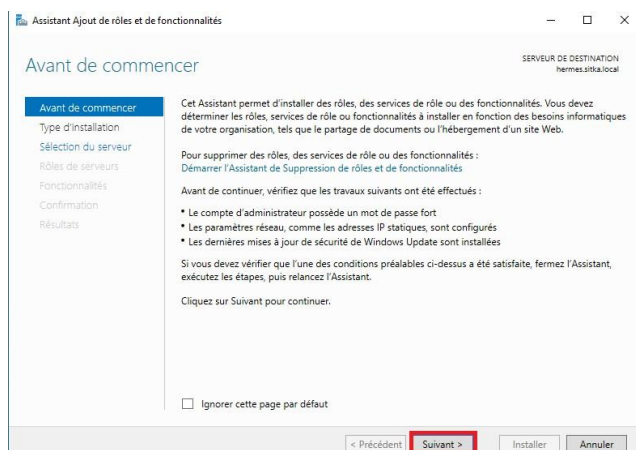 Assistant Ajout de rôles et de fonctionnalités
Avant de commencer
SERVEUR DE DESTINATION
hermes.sitka.local
Avant de commencer
Type d'installation
Sélection du serveur
Rôles de serveurs
Fonctionnalités
Confirmation
Résultats
Cet Assistant permet d'installer des rôles, des services de rôle ou des fonctionnalités. Vous devez
déterminer les rôles, services de rôle ou fonctionnalités à installer en fonction des besoins informatiques
de votre organisation, tels que le partage de documents ou l'hébergement d'un site Web.
Pour supprimer des rôles, des services de rôle ou des fonctionnalités :
Démarrer l'Assistant de Suppression de rôles et de fonctionnalités
Avant de continuer, vérifiez que les travaux suivants ont été effectués :
• Le compte d'administrateur possède un mot de passe fort
• Les paramètres réseau, comme les adresses IP statiques, sont configurés
• Les dernières mises à jour de sécurité de Windows Update sont installées
Si vous devez vérifier que l'une des conditions préalables ci-dessus a été satisfaite, fermez l'Assistant,
exécutez les étapes, puis relancez l'Assistant.
Cliquez sur Suivant pour continuer.
Ignorer cette page par défaut
< Précédent
Suivant >
Installer
Annuler